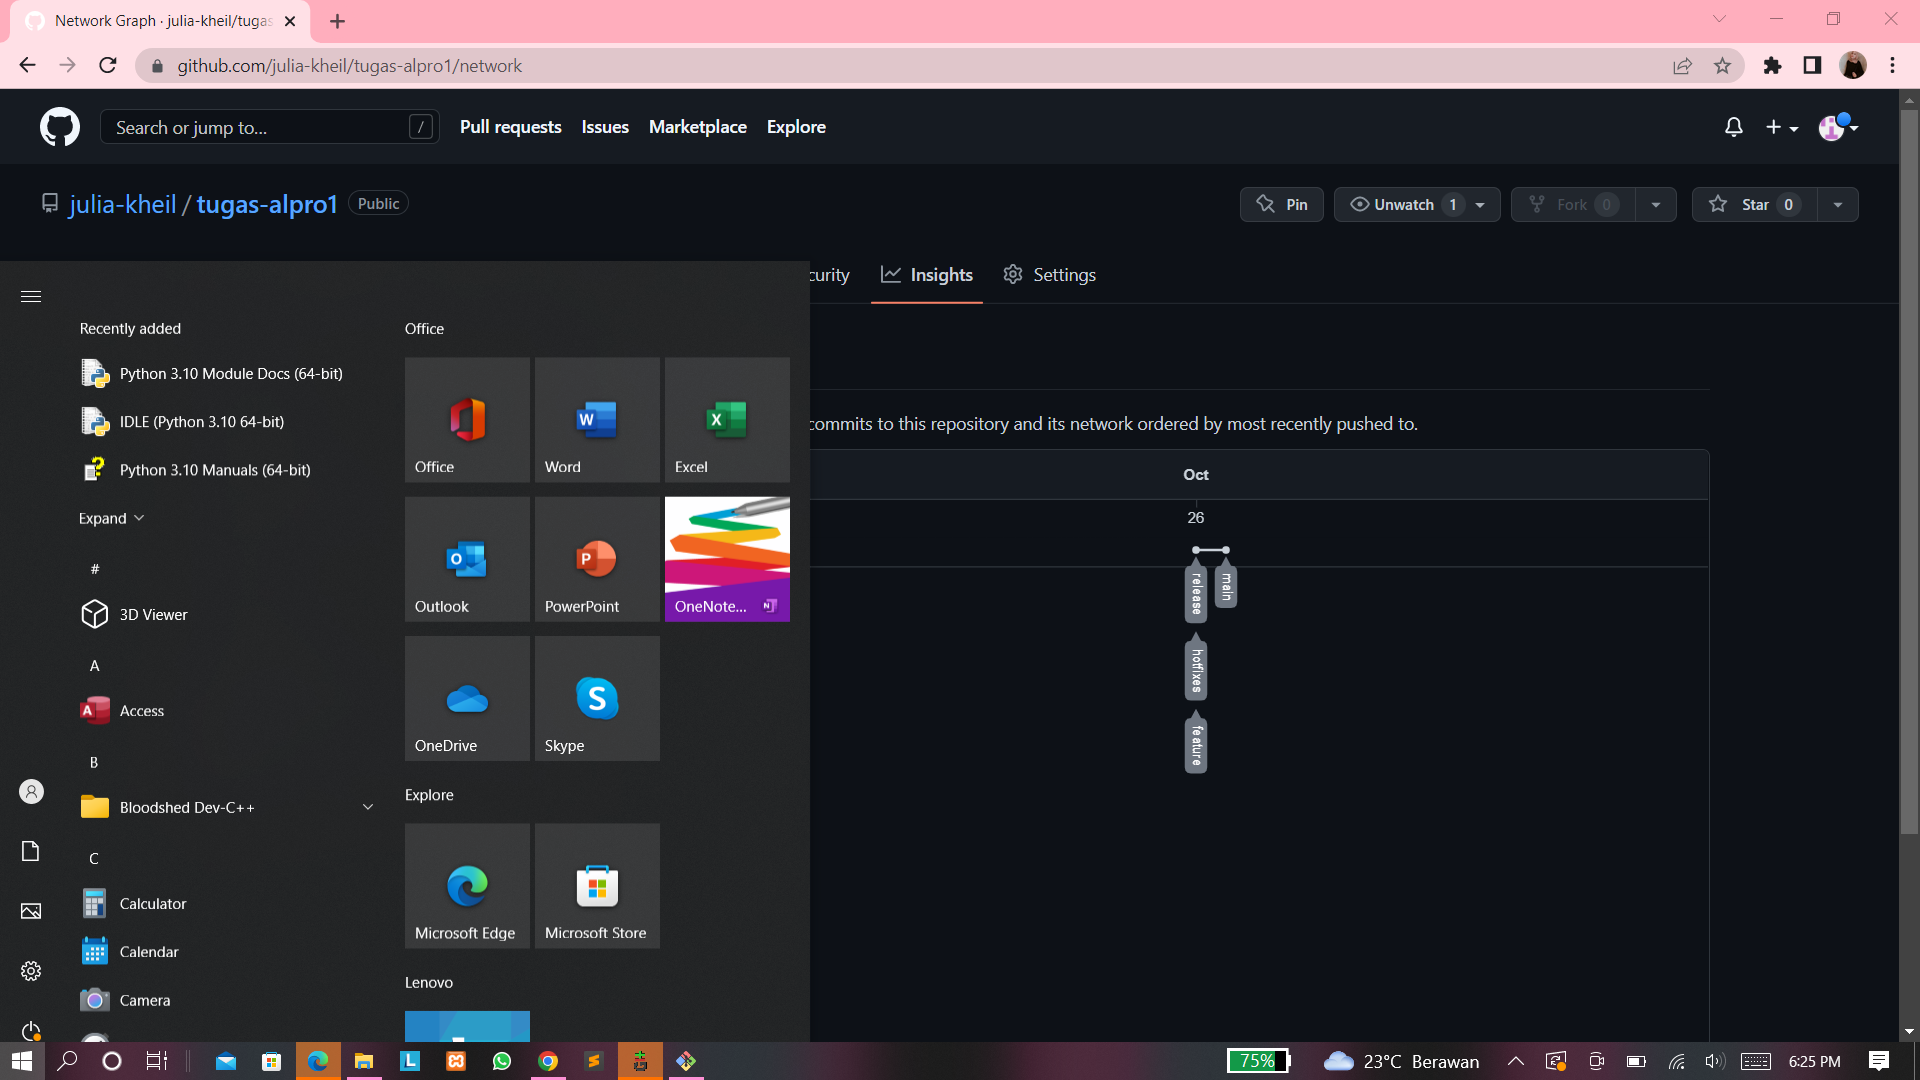 Network Graph · julia-kheil/tugas
github.com/julia-kheil/tugas-alpro1/network
Search or jump to...
/
Pull requests
Issues
Marketplace
Explore
julia-kheil / tugas-alpro1
Public
Pin
Unwatch 1
Fork 0
Star 0
curity
Insights
Settings
commits to this repository and its network ordered by most recently pushed to.
Oct
26
release
main
hotfixes
feature
Recently added
Python 3.10 Module Docs (64-bit)
IDLE (Python 3.10 64-bit)
Python 3.10 Manuals (64-bit)
Expand
#
3D Viewer
A
Access
B
Bloodshed Dev-C++
C
Calculator
Calendar
Camera
Office
Office
Word
Excel
Outlook
PowerPoint
OneNote...
OneDrive
Skype
Explore
Microsoft Edge
Microsoft Store
Lenovo
75%
23°C Berawan
6:25 PM